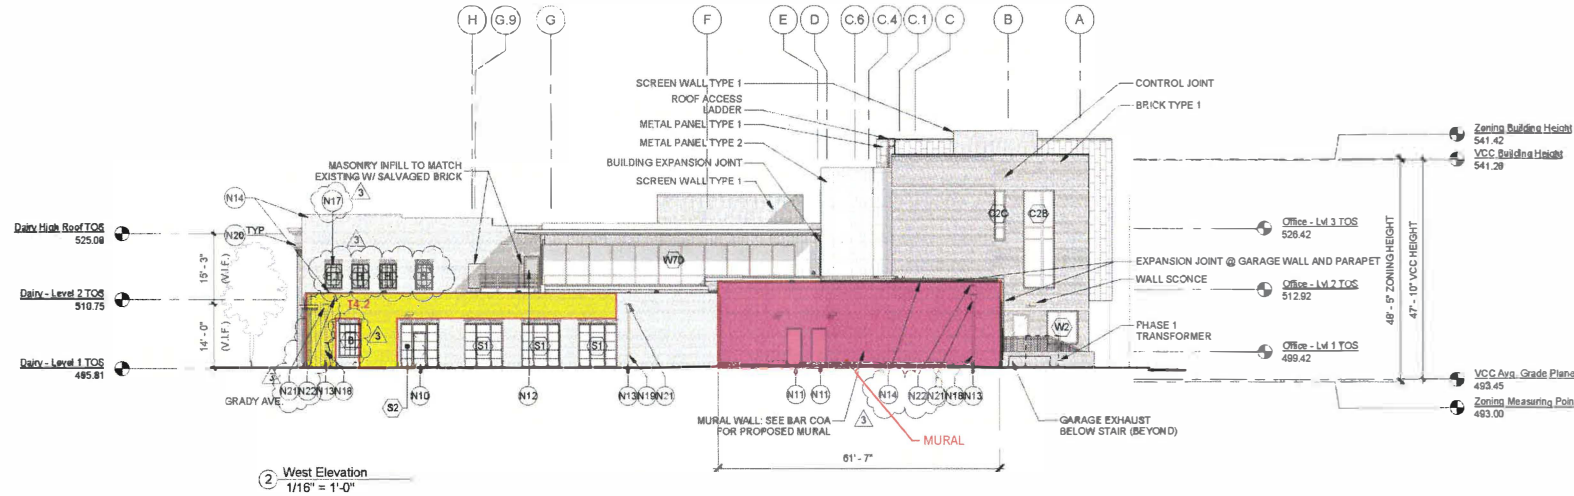 H G.9 G F E D C.6 C.4 C.1 C B A
SCREEN WALL TYPE 1
ROOF ACCESS
LADDER
METAL PANEL TYPE 1
METAL PANEL TYPE 2
BUILDING EXPANSION JOINT
SCREEN WALL TYPE 1
CONTROL JOINT
BRICK TYPE 1
MASONRY INFILL TO MATCH
EXISTING W/ SALVAGED BRICK
3
N14
N17
N20 TYP
3
Dairy High Roof TOS
525.08
15' - 3"
(V.I.F.)
Dairy - Level 2 TOS
510.75
14' - 0"
(V.I.F.)
Dairy - Level 1 TOS
495.81
14.2
B
3
W7D
C2C
C2B
S1
S1
S1
W2
Zoning Building Height
541.42
VCC Building Height
541.28
Office - Lvl 3 TOS
526.42
EXPANSION JOINT @ GARAGE WALL AND PARAPET
WALL SCONCE
Office - Lvl 2 TOS
512.92
PHASE 1
TRANSFORMER
Office - Lvl 1 TOS
499.42
48' - 5" ZONING HEIGHT
47' - 10" VCC HEIGHT
VCC Avg. Grade Plane
493.45
Zoning Measuring Poin
493.00
3
GRADY AVE.
N21 N22 N13 N18
S2
N10
N12
N13 N19 N21
N11 N11
N14 N22 N21 N18 N13
MURAL WALL: SEE BAR COA
FOR PROPOSED MURAL
3
MURAL
GARAGE EXHAUST
BELOW STAIR (BEYOND)
61' - 7"
2 West Elevation
1/16" = 1'-0"